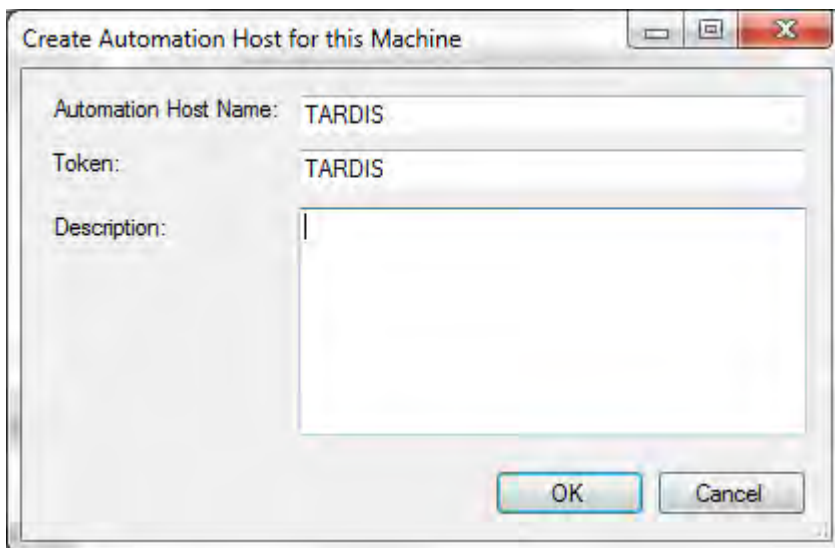 Create Automation Host for this Machine
Automation Host Name: TARDIS
Token: TARDIS
Description:
OK Cancel